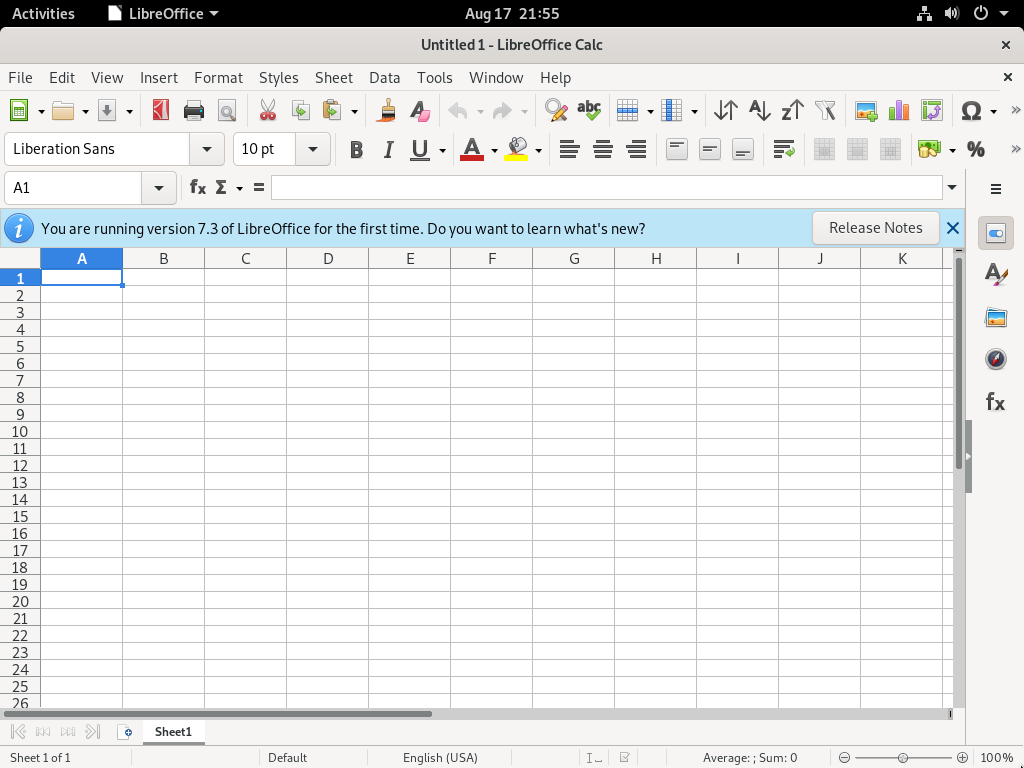 Activities LibreOffice Aug 17 21:55
Untitled 1 - LibreOffice Calc
File Edit View Insert Format Styles Sheet Data Tools Window Help
Liberation Sans 10 pt B I U A %
A1 fx Σ =
You are running version 7.3 of LibreOffice for the first time. Do you want to learn what's new? Release Notes
A B C D E F G H I J K
1
2
3
4
5
6
7
8
9
10
11
12
13
14
15
16
17
18
19
20
21
22
23
24
25
26
fx
Sheet1
Sheet 1 of 1 Default English (USA) Average: ; Sum: 0 100%